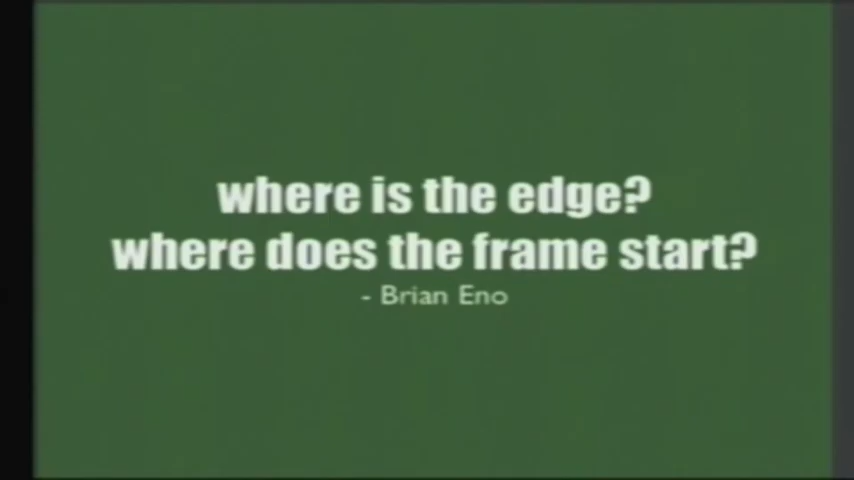 where is the edge?
where does the frame start?
- Brian Eno